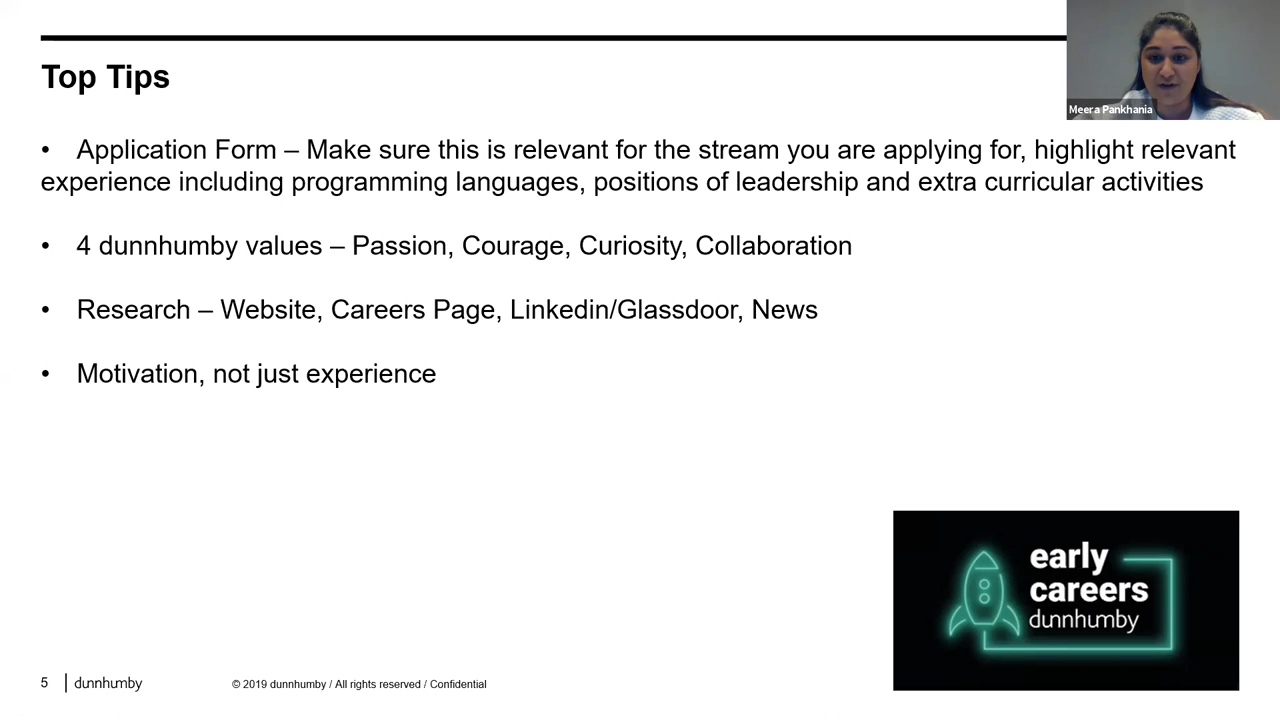 Top Tips
Meera Pankhania
• Application Form – Make sure this is relevant for the stream you are applying for, highlight relevant
experience including programming languages, positions of leadership and extra curricular activities
• 4 dunnhumby values – Passion, Courage, Curiosity, Collaboration
• Research – Website, Careers Page, Linkedin/Glassdoor, News
• Motivation, not just experience
early
careers
dunnhumby
5 | dunnhumby © 2019 dunnhumby / All rights reserved / Confidential